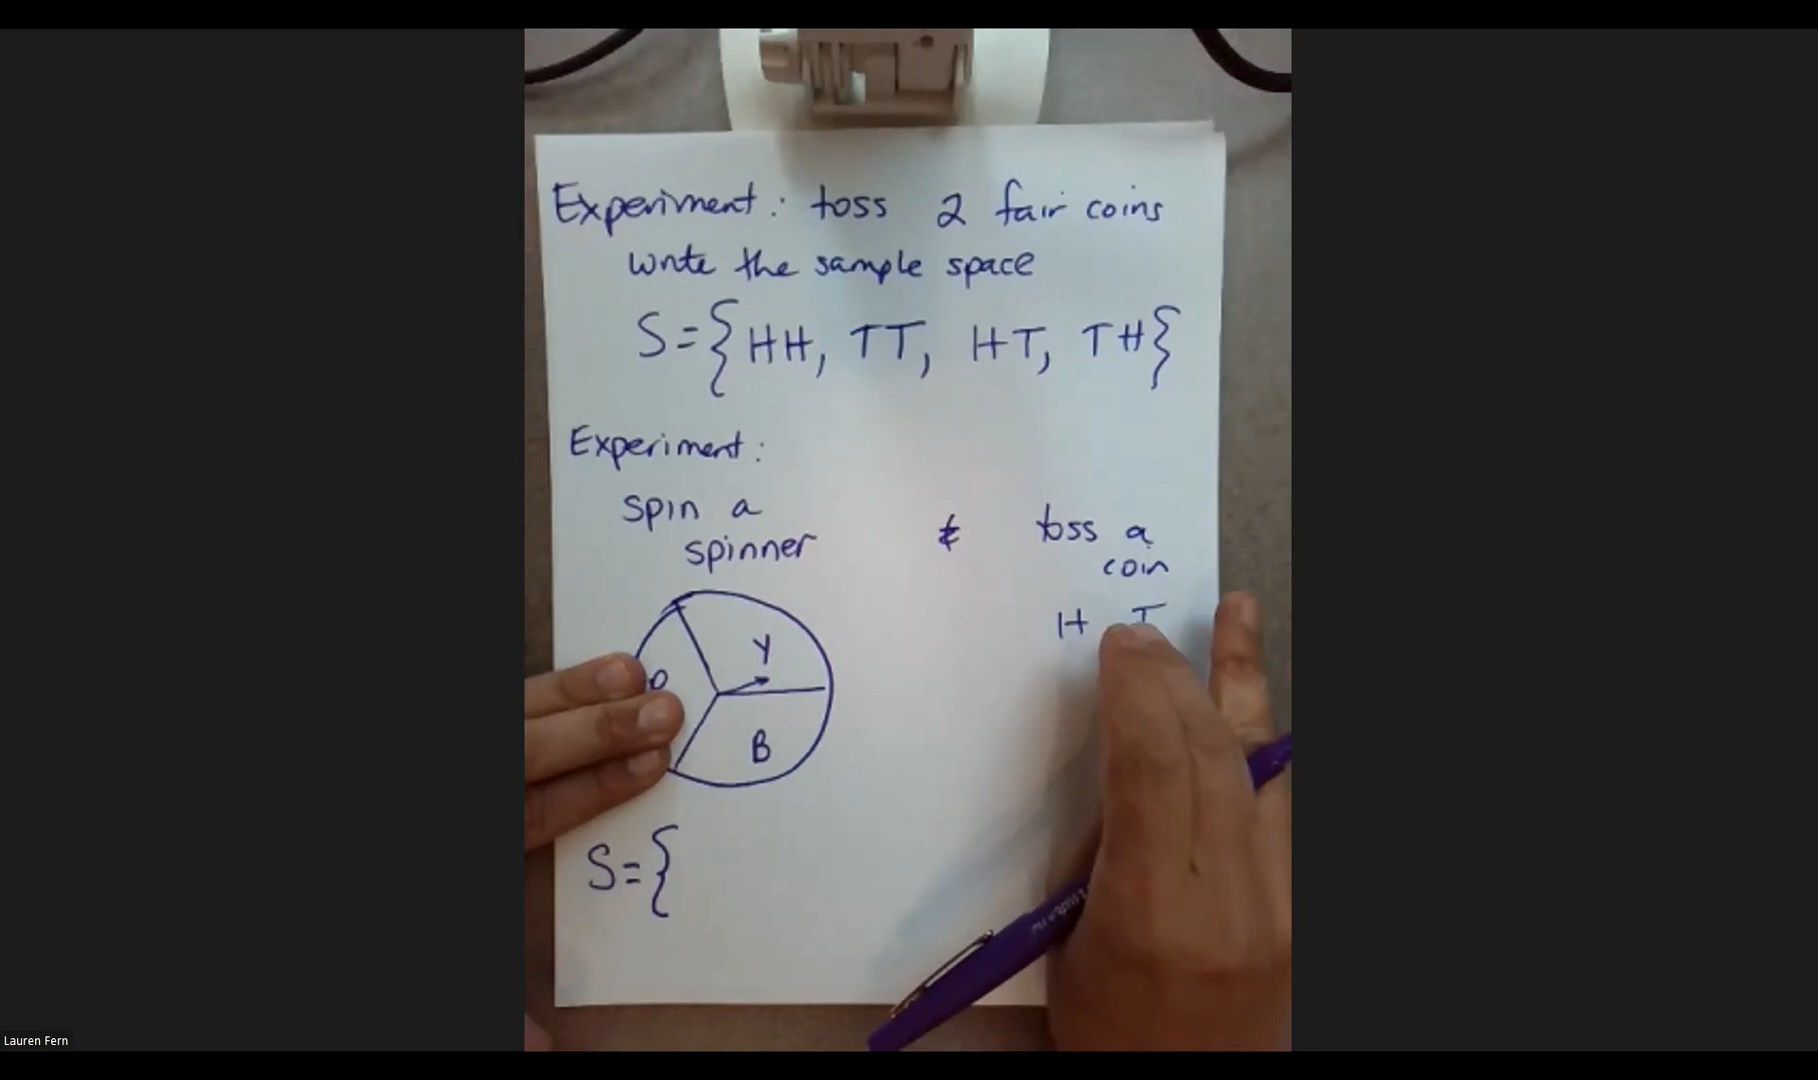 Experiment: toss 2 fair coins
write the sample space
S={HH, TT, HT, TH}
Experiment:
spin a
spinner
& toss a
coin
H T
Y
B
S={
Lauren Fern